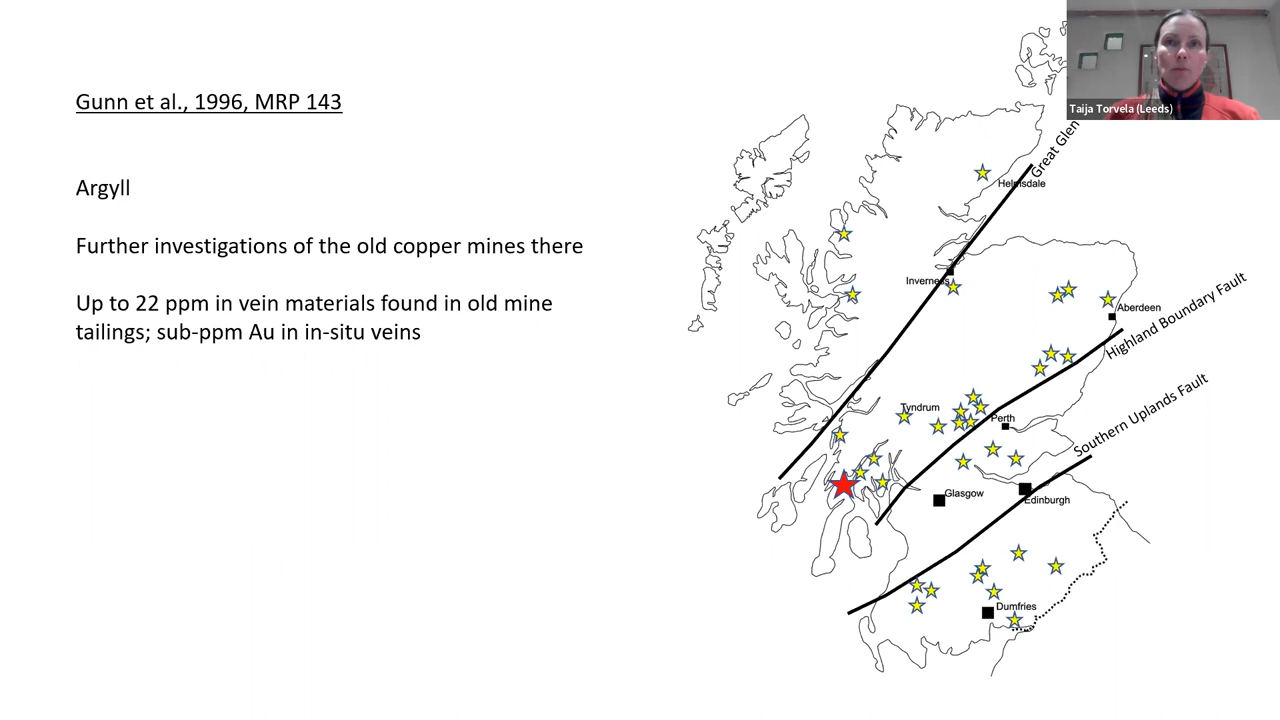 Gunn et al., 1996, MRP 143
Argyll
Further investigations of the old copper mines there
Up to 22 ppm in vein materials found in old mine
tailings; sub-ppm Au in in-situ veins
Taija Torvela (Leeds)
Great Glen
Helmsdale
Inverness
Aberdeen
Highland Boundary Fault
Tyndrum
Perth
Southern Uplands Fault
Glasgow
Edinburgh
Dumfries